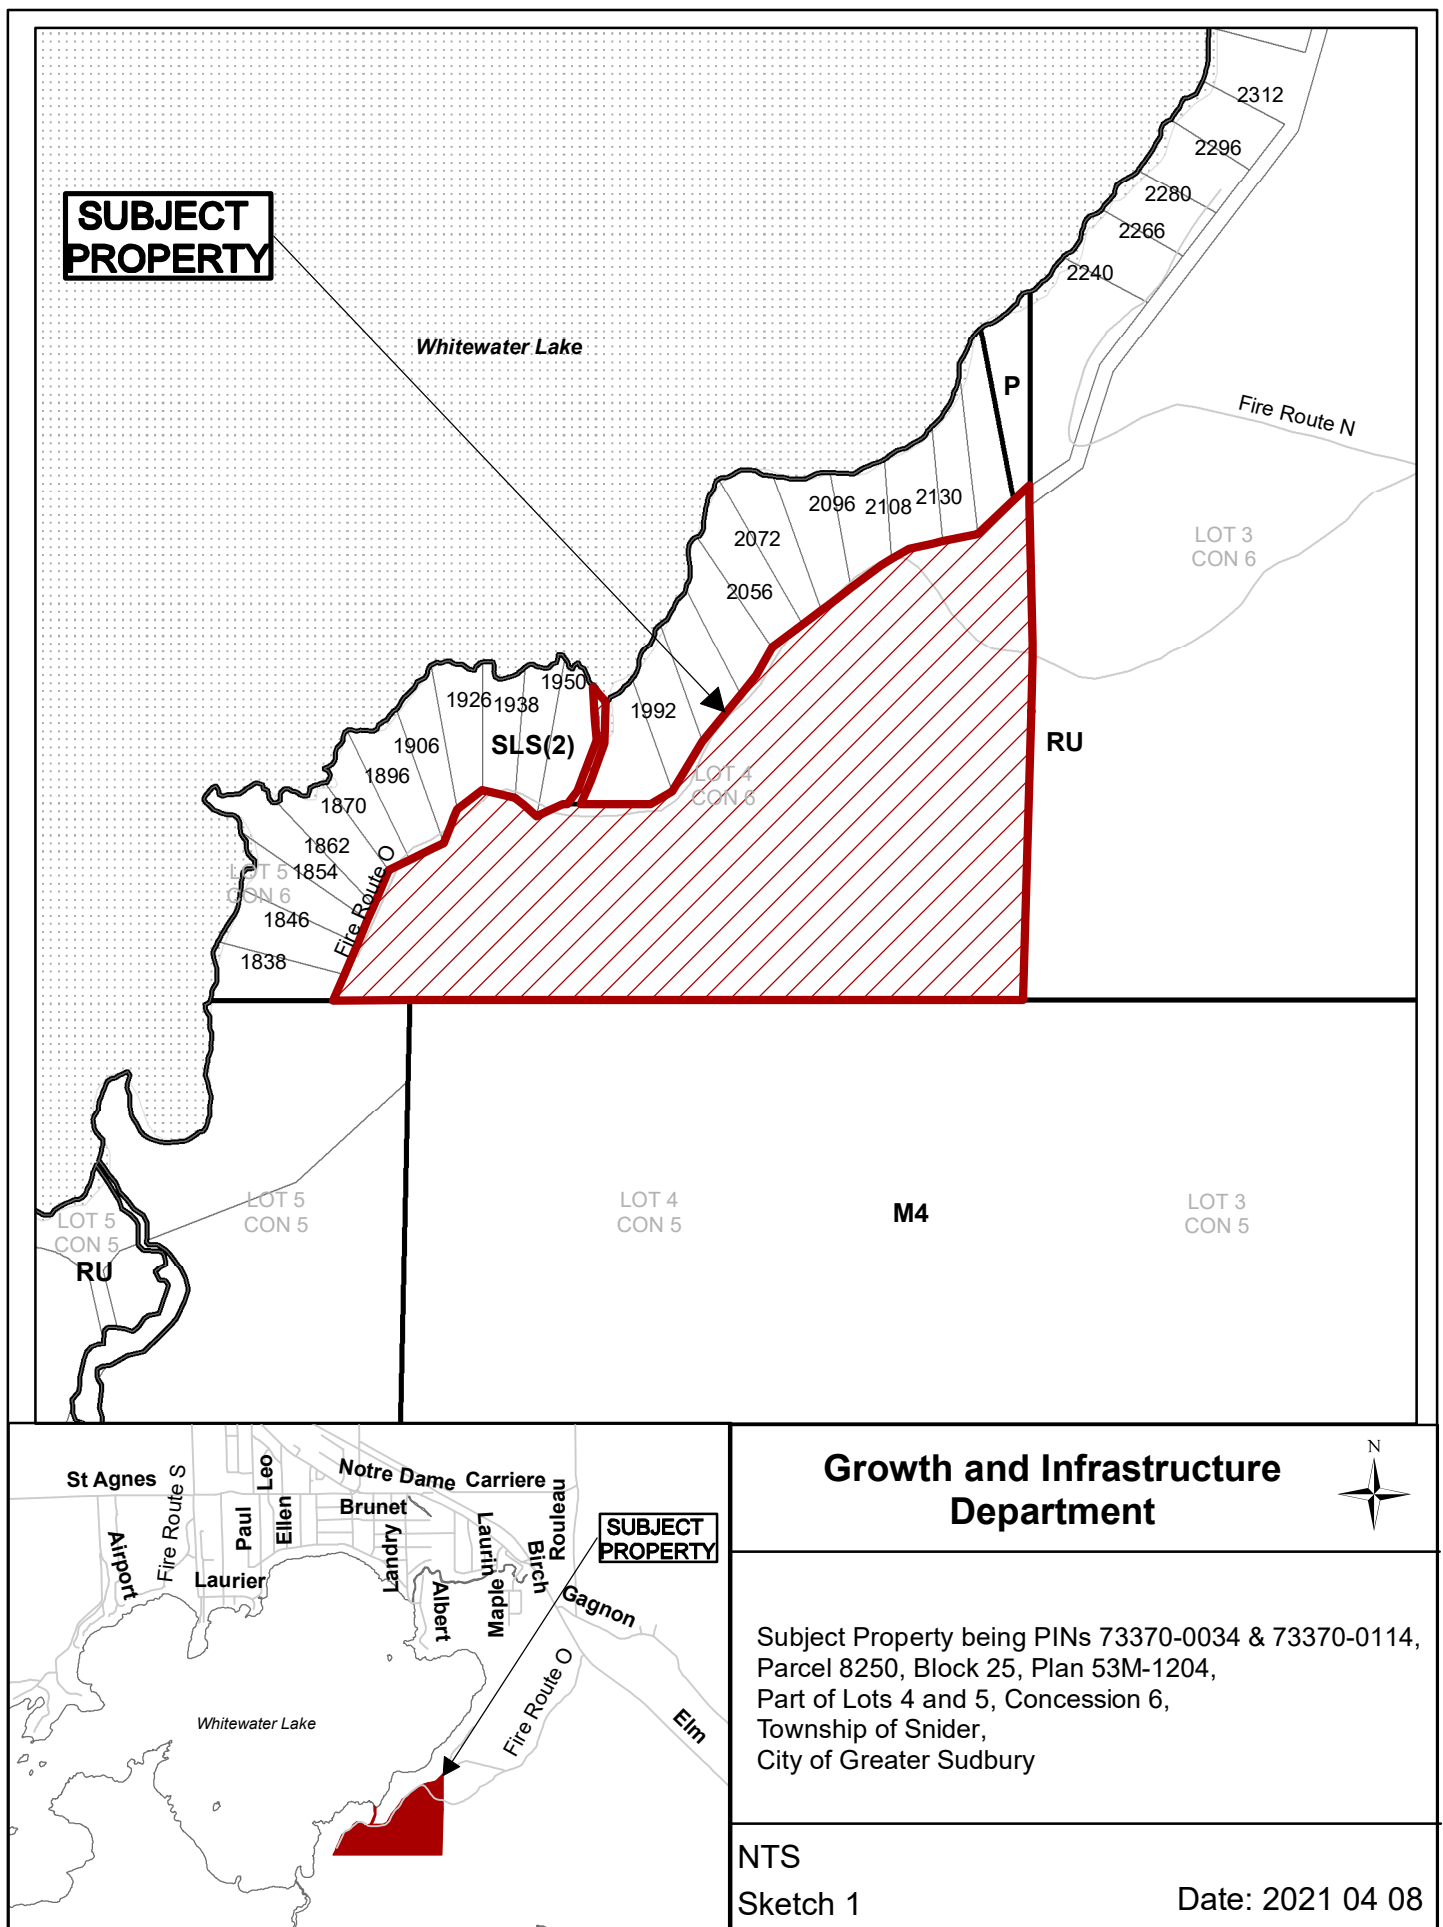 2312
2296
2280
2266
2240
SUBJECT
PROPERTY
Whitewater Lake
P
Fire Route N
2096
2108
2130
2072
2056
LOT 3
CON 6
1950
1926
1938
1992
1906
SLS(2)
RU
1896
LOT 4
CON 6
1870
1862
LOT 5
CON 6
1854
Fire Route O
1846
1838
LOT 5
CON 5
LOT 5
CON 5
LOT 4
CON 5
M4
LOT 3
CON 5
RU
St Agnes
Fire Route S
Leo
Notre Dame
Carriere
Rouleau
Paul
Ellen
Brunet
Airport
Laurier
Landry
Laurin
Birch
Albert
Maple
Gagnon
SUBJECT
PROPERTY
Fire Route O
Elm
Whitewater Lake
Growth and Infrastructure
Department
N
Subject Property being PINs 73370-0034 & 73370-0114,
Parcel 8250, Block 25, Plan 53M-1204,
Part of Lots 4 and 5, Concession 6,
Township of Snider,
City of Greater Sudbury
NTS
Sketch 1
Date: 2021 04 08